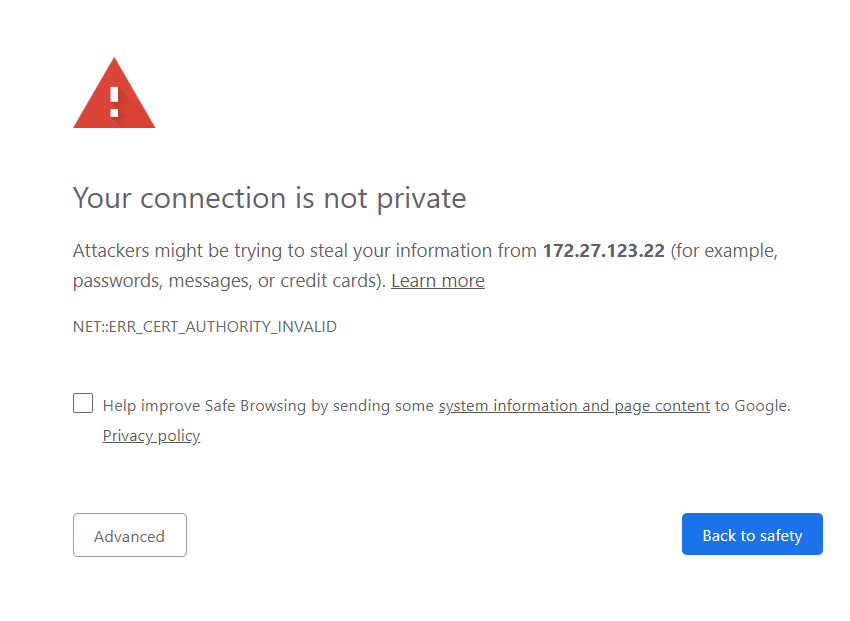 Your connection is not private
Attackers might be trying to steal your information from 172.27.123.22 (for example,
passwords, messages, or credit cards). Learn more
NET::ERR_CERT_AUTHORITY_INVALID
Help improve Safe Browsing by sending some system information and page content to Google.
Privacy policy
Advanced
Back to safety